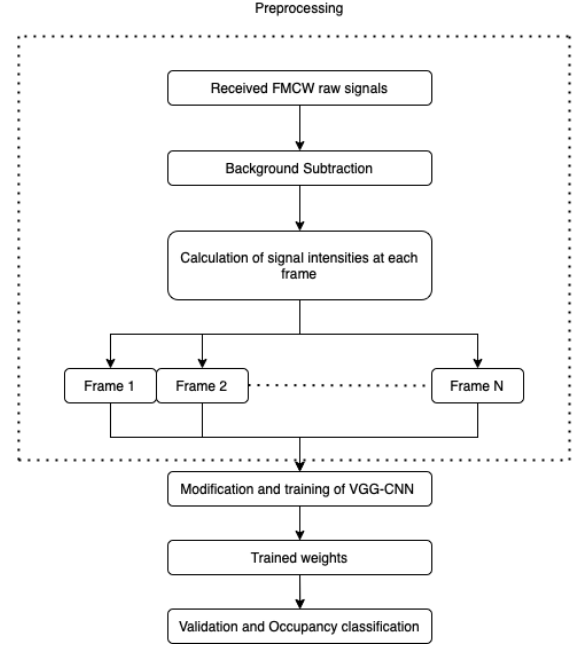 Preprocessing
Received FMCW raw signals
Background Subtraction
Calculation of signal intensities at each
frame
Frame 1
Frame 2
Frame N
Modification and training of VGG-CNN
Trained weights
Validation and Occupancy classification